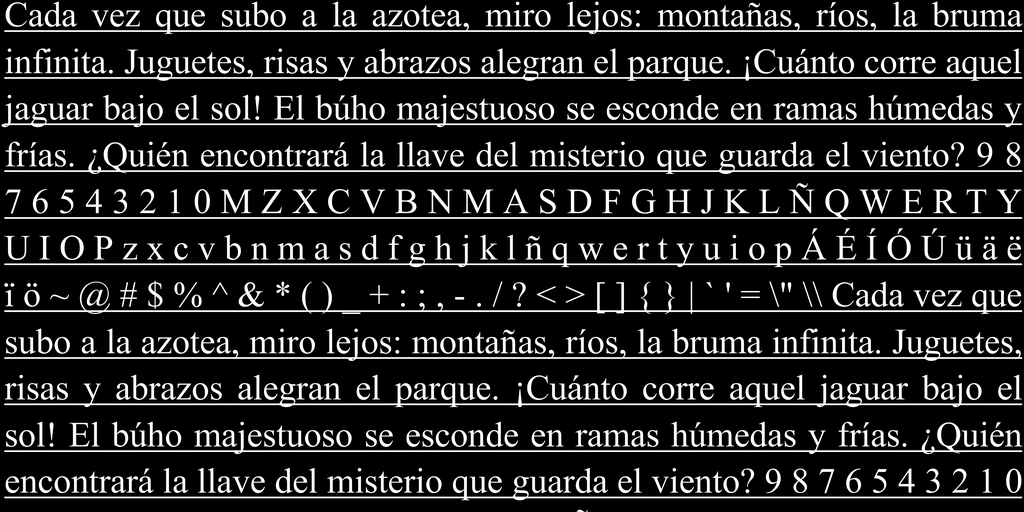 Cada vez que subo a la azotea, miro lejos: montañas, ríos, la bruma
infinita. Juguetes, risas y abrazos alegran el parque. ¡Cuánto corre aquel
jaguar bajo el sol! El búho majestuoso se esconde en ramas húmedas y
frías. ¿Quién encontrará la llave del misterio que guarda el viento? 9 8
7 6 5 4 3 2 1 0 M Z X C V B N M A S D F G H J K L Ñ Q W E R T Y
U I O P z x c v b n m a s d f g h j k l ñ q w e r t y u i o p Á É Í Ó Ú ü ä ë
ï ö ~ @ # $ % ^ & * ( ) _ + : ; , - . / ? < > [ ] { } | ` ' = \" \\ Cada vez que
subo a la azotea, miro lejos: montañas, ríos, la bruma infinita. Juguetes,
risas y abrazos alegran el parque. ¡Cuánto corre aquel jaguar bajo el
sol! El búho majestuoso se esconde en ramas húmedas y frías. ¿Quién
encontrará la llave del misterio que guarda el viento? 9 8 7 6 5 4 3 2 1 0